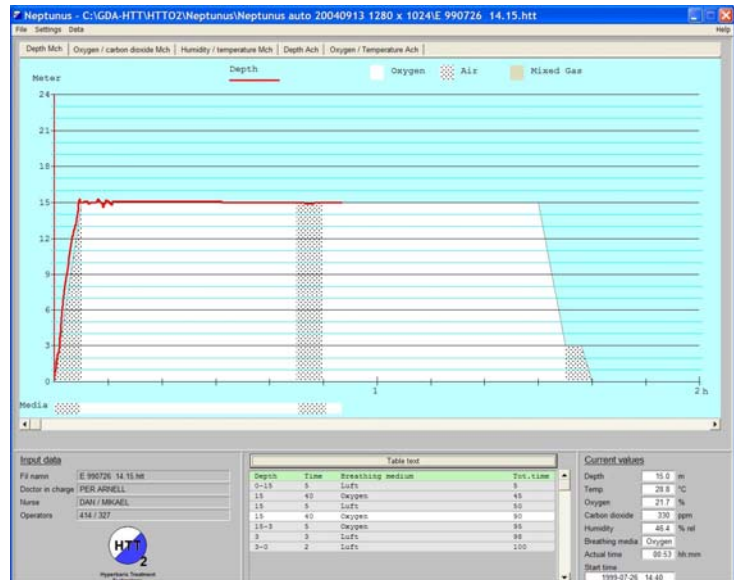 Neptunus - C:\GDA-HTT\HTTO2\Neptunus\Neptunus auto 20040913 1280 x 1024\E 990726 14.15.htt
File Settings Data Help
Depth Mch Oxygen / carbon dioxide Mch Humidity / temperature Mch Depth Ach Oxygen / Temperature Ach
Meter Depth Oxygen Air Mixed Gas
24
21
18
15
12
9
6
3
0
1 2 h
Media
Input data
Fil namn E 990726 14.15.htt
Doctor in charge PER ARNELL
Nurse DAN / MIKAEL
Operators 414 / 327
HTT
2
Hyperbaric Treatment
Table text
Depth Time Breathing medium Tot.time
0-15 5 Luft 5
15 40 Oxygen 45
15 5 Luft 50
15 40 Oxygen 90
15-3 5 Oxygen 95
3 3 Luft 98
3-0 2 Luft 100
Current values
Depth 15.0 m
Temp 28.8 °C
Oxygen 21.7 %
Carbon dioxide 330 ppm
Humidity 46.4 % rel
Breathing media Oxygen
Actual time 00:53 hh:mm
Start time
1999-07-26 14:40